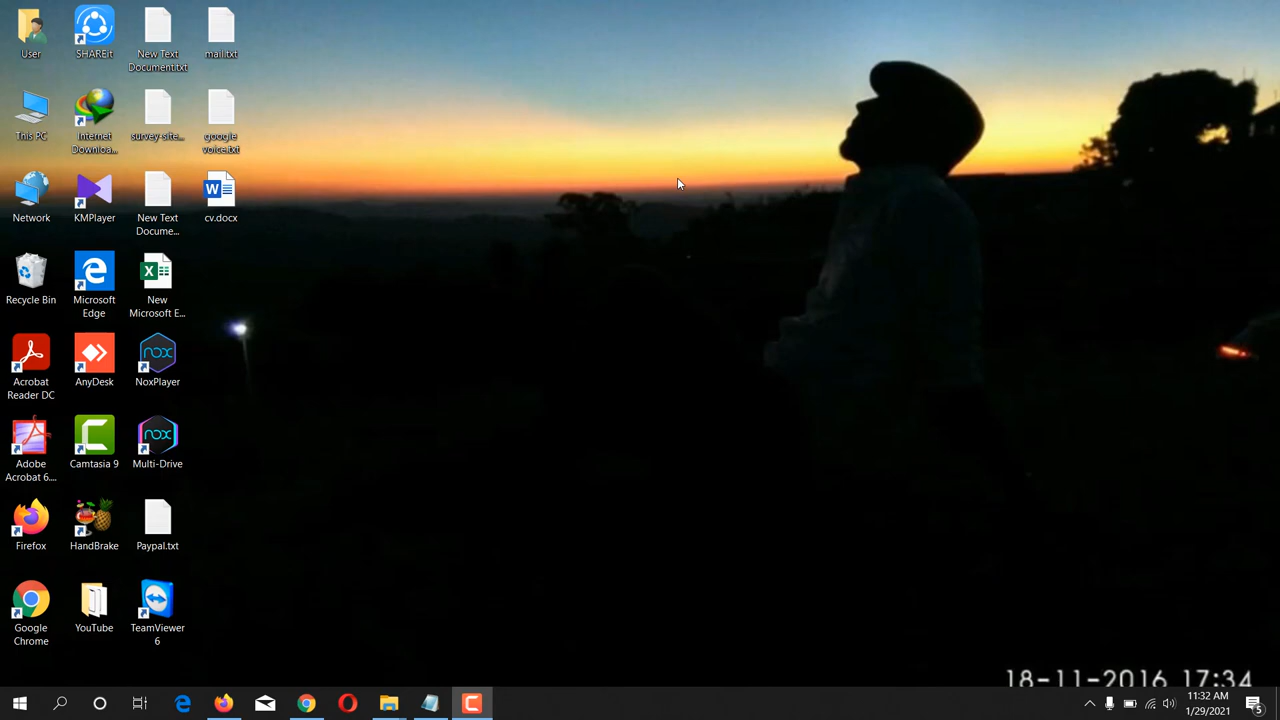 User
SHAREit
New Text
Document.txt
mail.txt
This PC
Internet
Downloa...
survey-site...
google
voice.txt
Network
KMPlayer
New Text
Docume...
cv.docx
Recycle Bin
Microsoft
Edge
New
Microsoft E...
Acrobat
Reader DC
AnyDesk
NoxPlayer
Adobe
Acrobat 6....
Camtasia 9
Multi-Drive
Firefox
HandBrake
Paypal.txt
Google
Chrome
YouTube
TeamViewer
6
nox
nox
18-11-2016 17:34
11:32 AM
1/29/2021
5